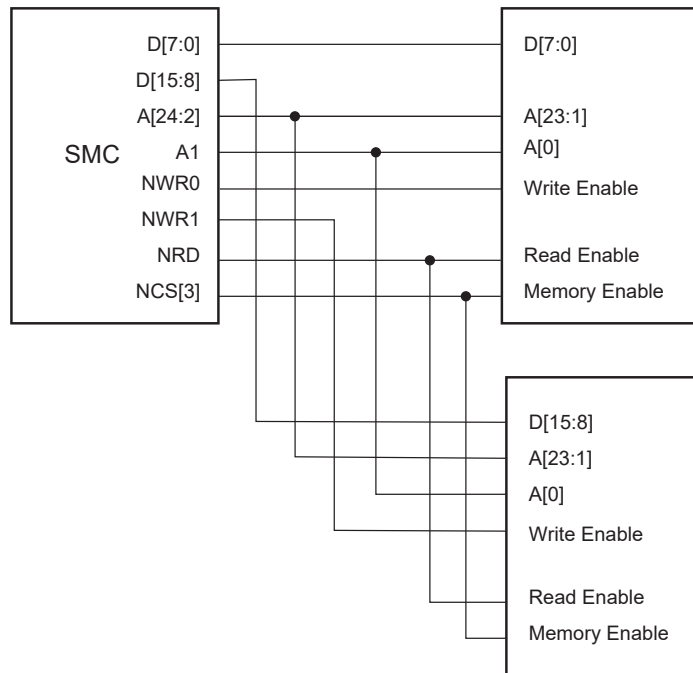 D[7:0]
D[15:8]
A[24:2]
SMC
A1
NWR0
NWR1
NRD
NCS[3]
D[7:0]
A[23:1]
A[0]
Write Enable
Read Enable
Memory Enable
D[15:8]
A[23:1]
A[0]
Write Enable
Read Enable
Memory Enable